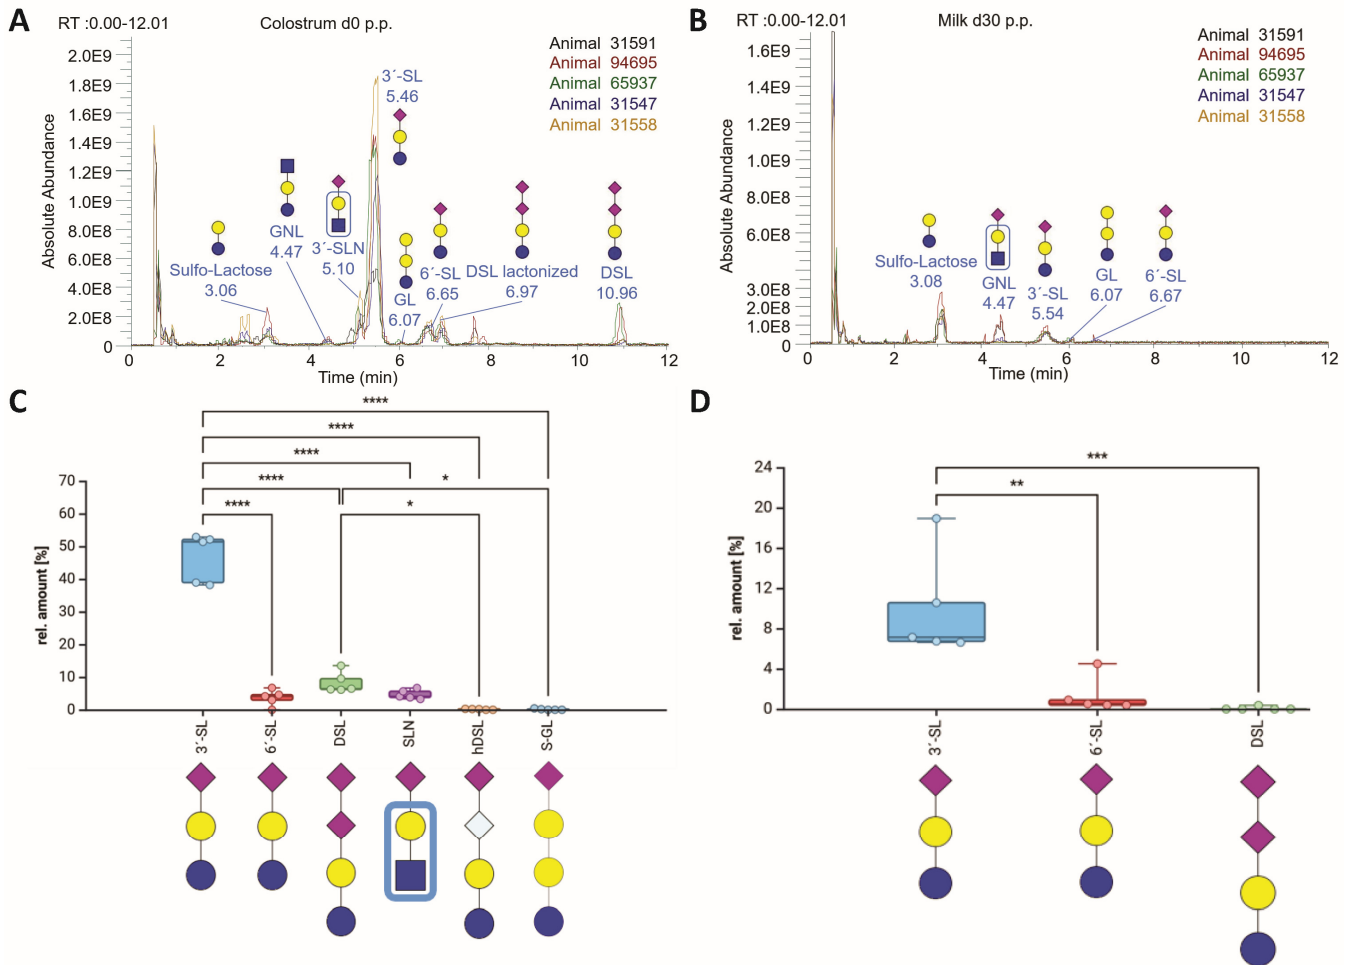 A
RT :0.00-12.01
Colostrum d0 p.p.
Animal 31591
Animal 94695
Animal 65937
Animal 31547
Animal 31558
Absolute Abundance
2.0E9
1.8E9
1.6E9
1.4E9
1.2E9
1.0E9
8.0E8
6.0E8
4.0E8
2.0E8
0
3´-SL
5.46
GNL
4.47
3´-SLN
5.10
Sulfo-Lactose
3.06
GL
6.07
6´-SL
6.65
DSL lactonized
6.97
DSL
10.96
0 2 4 6 8 10 12
Time (min)
B
RT :0.00-12.01
Milk d30 p.p.
Animal 31591
Animal 94695
Animal 65937
Animal 31547
Animal 31558
Absolute Abundance
1.6E9
1.4E9
1.2E9
1.0E9
8.0E8
6.0E8
3.0E8
2.0E8
1.0E8
0
Sulfo-Lactose
3.08
GNL
4.47
3´-SL
5.54
GL
6.07
6´-SL
6.67
0 2 4 6 8 10 12
Time (min)
C
****
****
****
**** *
**** *
rel. amount [%]
70
60
50
40
30
20
10
0
3´-SL
6´-SL
DSL
SLN
hDSL
S-GL
D
***
**
rel. amount [%]
24
20
16
12
8
4
0
3´-SL
6´-SL
DSL